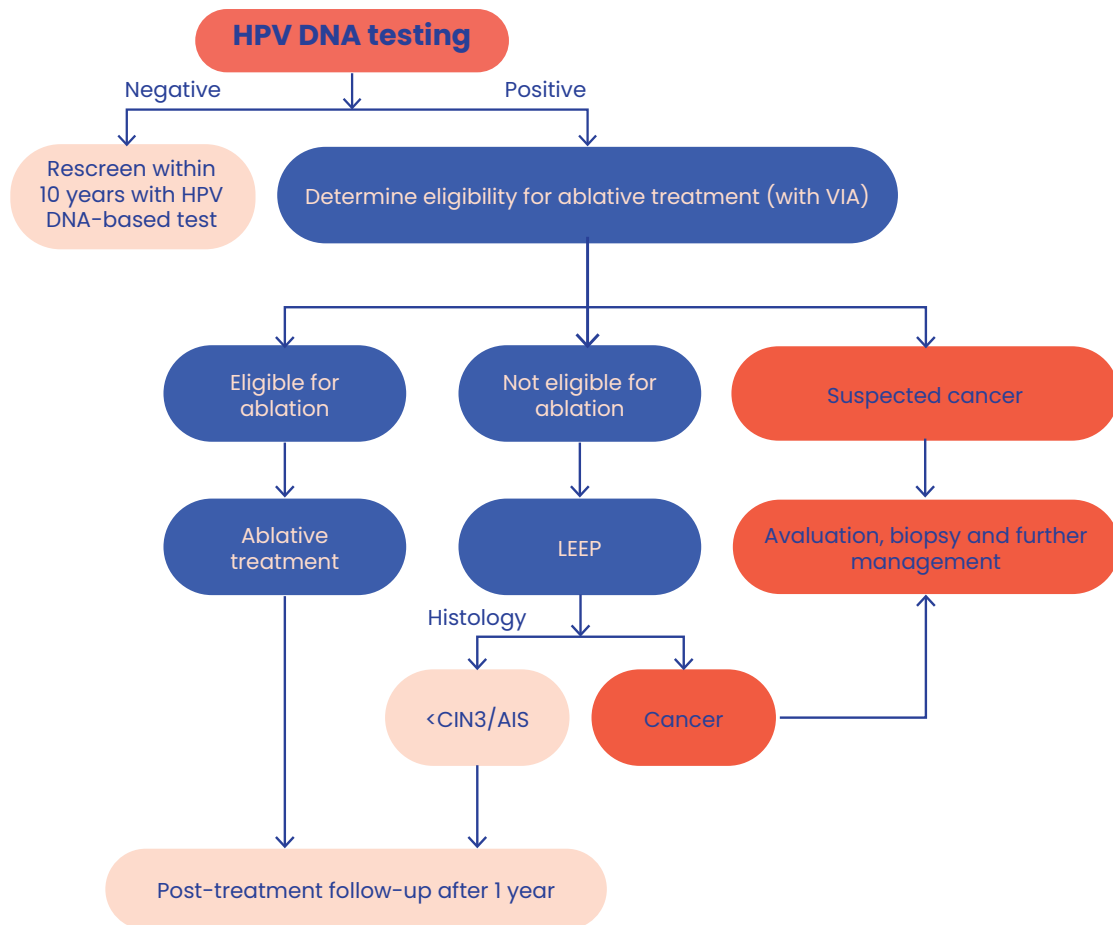 HPV DNA testing
Negative
Positive
Rescreen within
10 years with HPV
DNA-based test
Determine eligibility for ablative treatment (with VIA)
Eligible for
ablation
Not eligible for
ablation
Suspected cancer
Ablative
treatment
LEEP
Avaluation, biopsy and further
management
Histology
<CIN3/AIS
Cancer
Post-treatment follow-up after 1 year